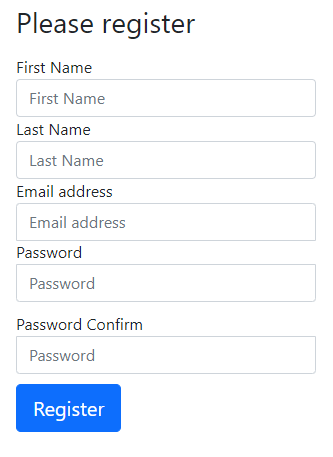 Please register
First Name
First Name
Last Name
Last Name
Email address
Email address
Password
Password
Password Confirm
Password
Register